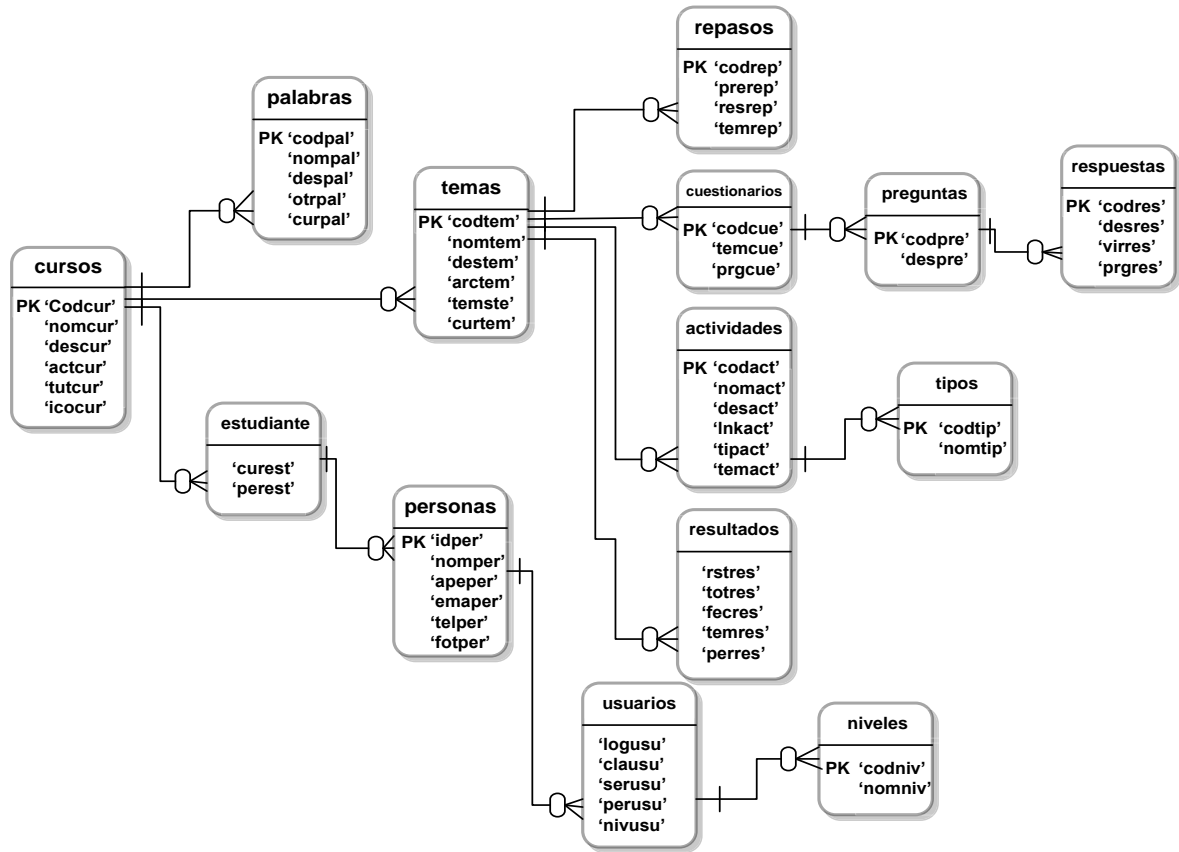 repasos
PK ‘codrep’
‘prerep’
‘resrep’
‘temrep’
palabras
PK ‘codpal’
‘nompal’
‘despal’
‘otrpal’
‘curpal’
temas
PK ‘codtem’
‘nomtem’
‘destem’
‘arctem’
‘temste’
‘curtem’
cuestionarios
PK ‘codcue’
‘temcue’
‘prgcue’
preguntas
PK ‘codpre’
‘despre’
respuestas
PK ‘codres’
‘desres’
‘virres’
‘prgres’
cursos
PK ‘Codcur’
‘nomcur’
‘descur’
‘actcur’
‘tutcur’
‘icocur’
actividades
PK ‘codact’
‘nomact’
‘desact’
‘lnkact’
‘tipact’
‘temact’
tipos
PK ‘codtip’
‘nomtip’
estudiante
‘curest’
‘perest’
personas
PK ‘idper’
‘nomper’
‘apeper’
‘emaper’
‘telper’
‘fotper’
resultados
‘rstres’
‘totres’
‘fecres’
‘temres’
‘perres’
usuarios
‘logusu’
‘clausu’
‘serusu’
‘perusu’
‘nivusu’
niveles
PK ‘codniv’
‘nomniv’